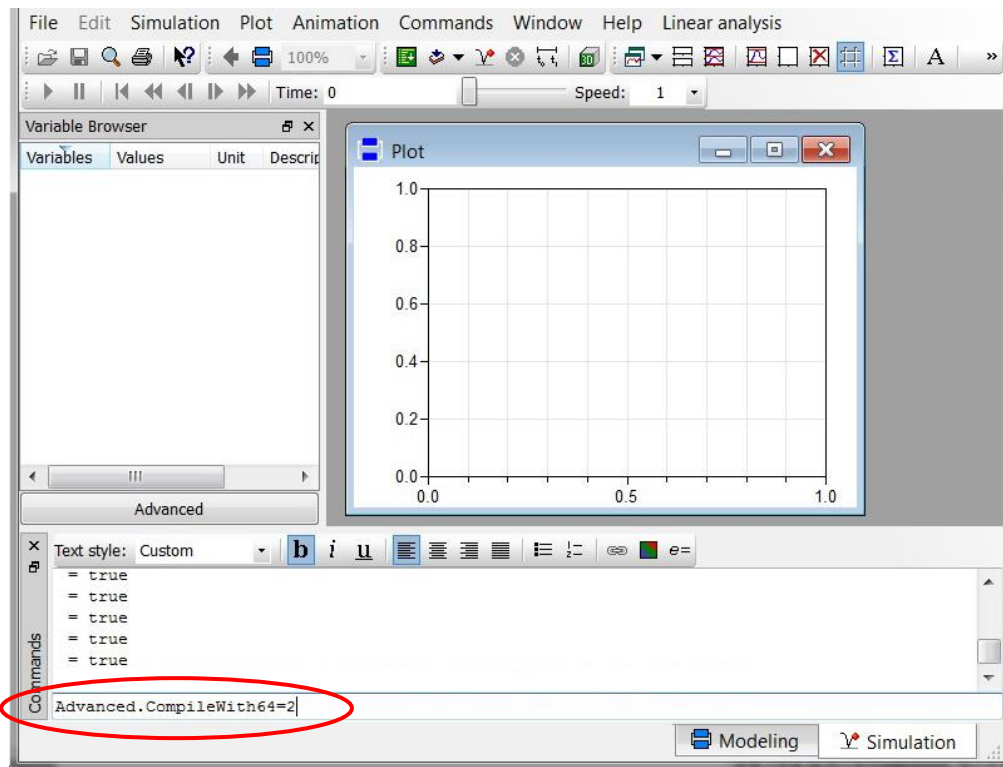 File Edit Simulation Plot Animation Commands Window Help Linear analysis
100% 3D Σ A »
Time: 0 Speed: 1
Variable Browser
Variables Values Unit Descrip
Plot
1.0
0.8
0.6
0.4
0.2
0.0
0.0 0.5 1.0
Advanced
Text style: Custom b i u e=
= true
= true
= true
= true
= true
Commands
Advanced.CompileWith64=2
Modeling Simulation